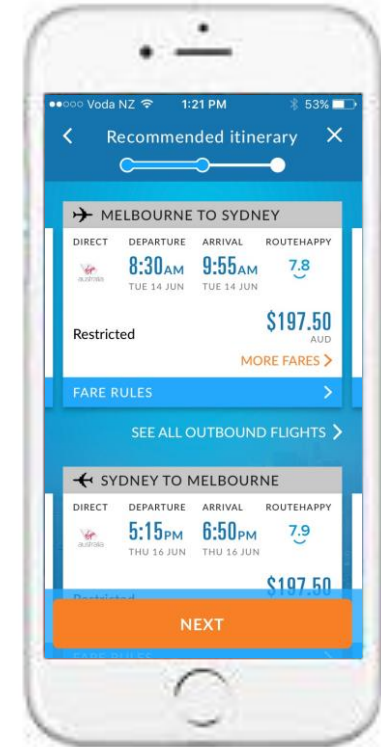 Voda NZ 1:21 PM 53%
Recommended itinerary
MELBOURNE TO SYDNEY
DIRECT DEPARTURE ARRIVAL ROUTEHAPPY
8:30AM 9:55AM 7.8
TUE 14 JUN TUE 14 JUN
$197.50
Restricted AUD
MORE FARES
FARE RULES
SEE ALL OUTBOUND FLIGHTS
SYDNEY TO MELBOURNE
DIRECT DEPARTURE ARRIVAL ROUTEHAPPY
5:15PM 6:50PM 7.9
THU 16 JUN THU 16 JUN
$197.50
Restricted
NEXT
FARE RULES